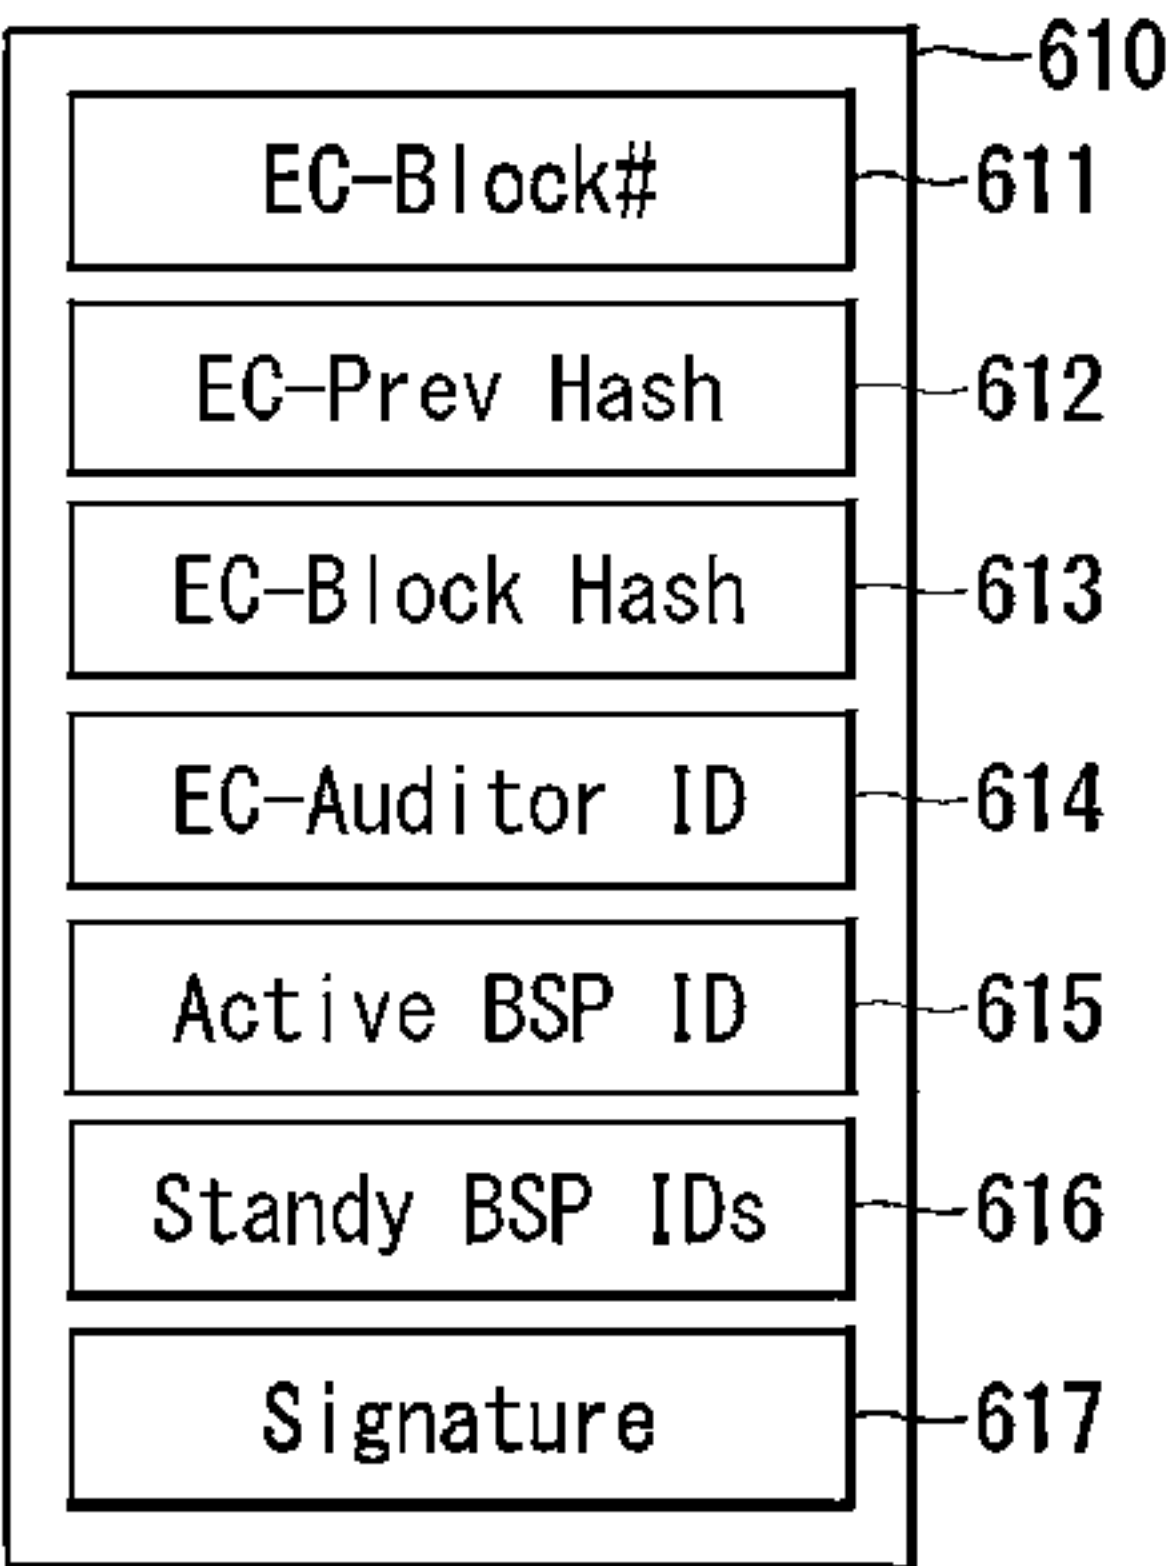 610
EC-Block# 611
EC-Prev Hash 612
EC-Block Hash 613
EC-Auditor ID 614
Active BSP ID 615
Standy BSP IDs 616
Signature 617